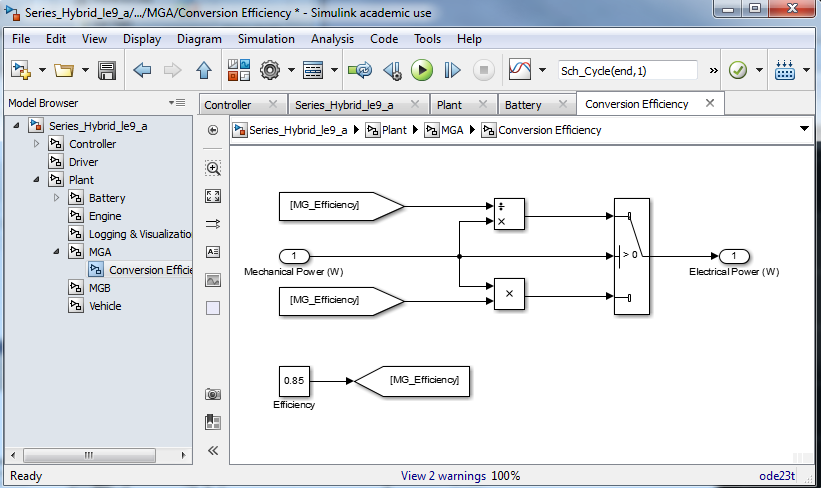 Series_Hybrid_le9_a/.../MGA/Conversion Efficiency * - Simulink academic use
File Edit View Display Diagram Simulation Analysis Code Tools Help
Sch_Cycle(end,1) »
Model Browser
Controller Series_Hybrid_le9_a Plant Battery Conversion Efficiency
Series_Hybrid_le9_a
Controller
Driver
Plant
Battery
Engine
Logging & Visualizatio
MGA
Conversion Efficie
MGB
Vehicle
Series_Hybrid_le9_a Plant MGA Conversion Efficiency
[MG_Efficiency]
÷
×
1
Mechanical Power (W)
> 0
1
Electrical Power (W)
[MG_Efficiency]
×
0.85
Efficiency
[MG_Efficiency]
Ready View 2 warnings 100% ode23t